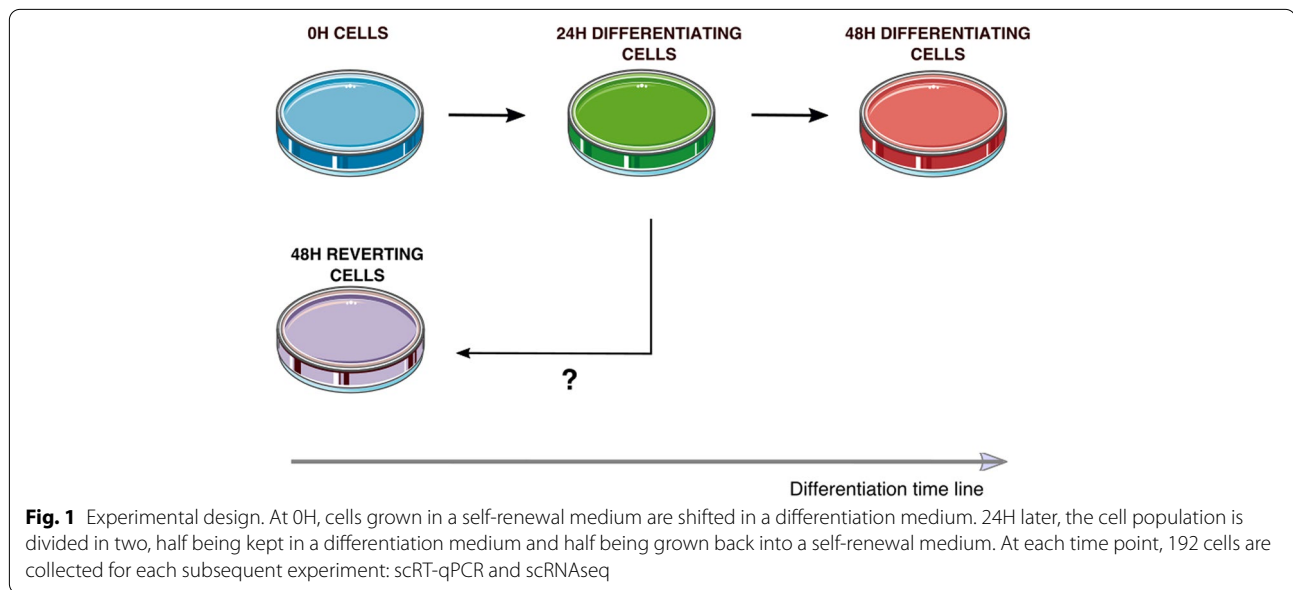 0H CELLS
24H DIFFERENTIATING
CELLS
48H DIFFERENTIATING
CELLS
48H REVERTING
CELLS
?
Differentiation time line
Fig. 1 Experimental design. At 0H, cells grown in a self-renewal medium are shifted in a differentiation medium. 24H later, the cell population is
divided in two, half being kept in a differentiation medium and half being grown back into a self-renewal medium. At each time point, 192 cells are
collected for each subsequent experiment: scRT-qPCR and scRNAseq